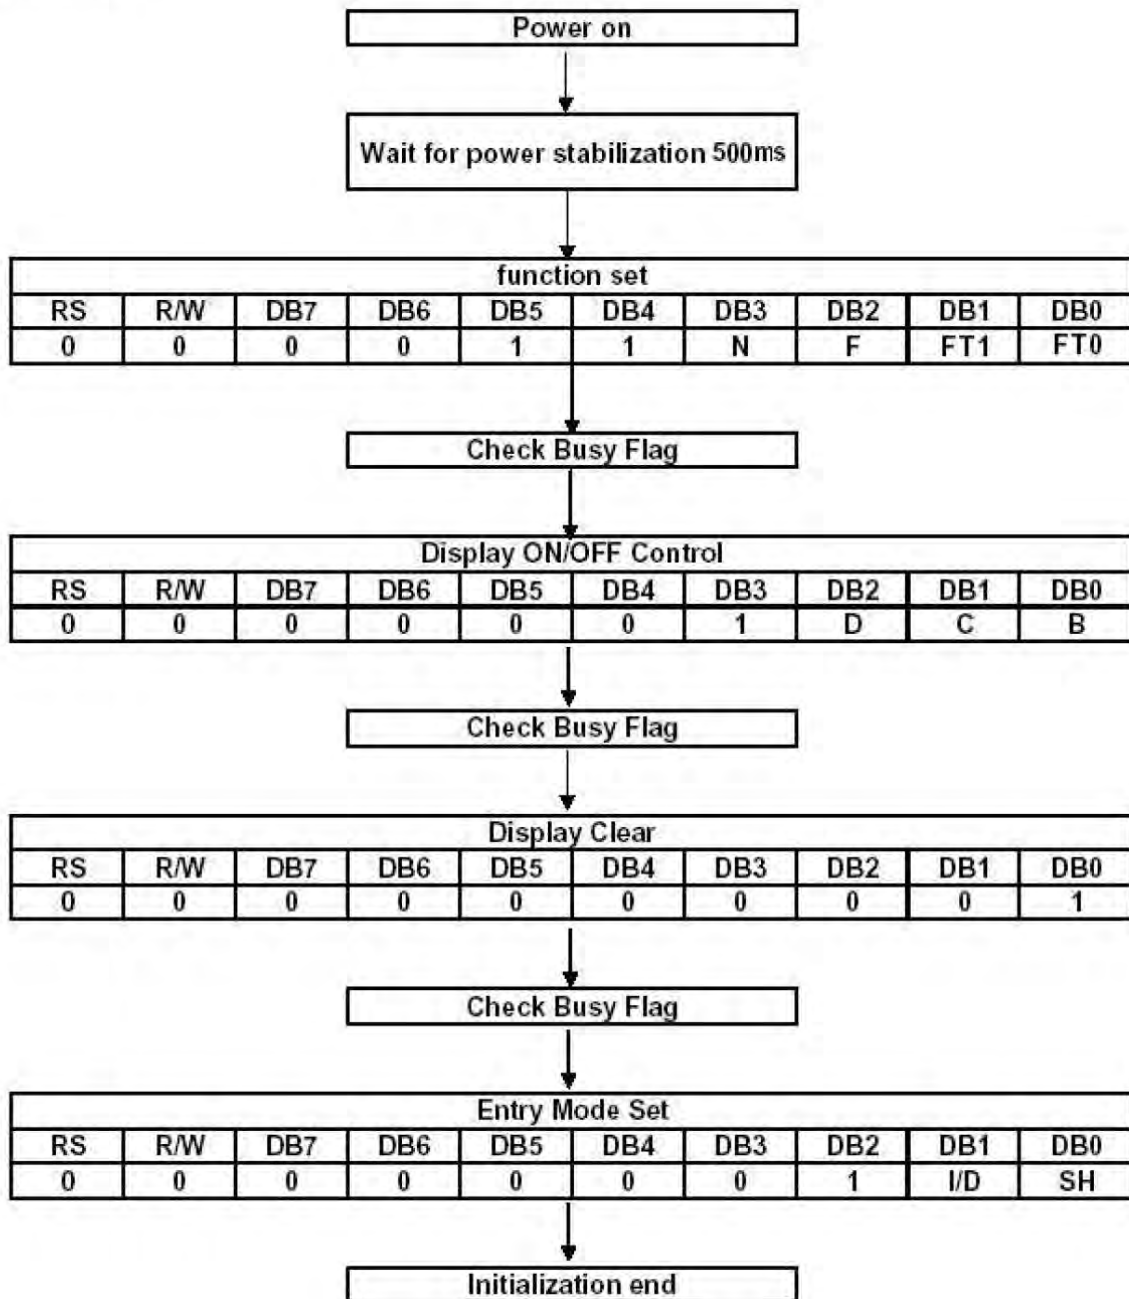 Power on
Wait for power stabilization 500ms
function set
RS R/W DB7 DB6 DB5 DB4 DB3 DB2 DB1 DB0
0 0 0 0 1 1 N F FT1 FT0
Check Busy Flag
Display ON/OFF Control
RS R/W DB7 DB6 DB5 DB4 DB3 DB2 DB1 DB0
0 0 0 0 0 0 1 D C B
Check Busy Flag
Display Clear
RS R/W DB7 DB6 DB5 DB4 DB3 DB2 DB1 DB0
0 0 0 0 0 0 0 0 0 1
Check Busy Flag
Entry Mode Set
RS R/W DB7 DB6 DB5 DB4 DB3 DB2 DB1 DB0
0 0 0 0 0 0 0 1 I/D SH
Initialization end